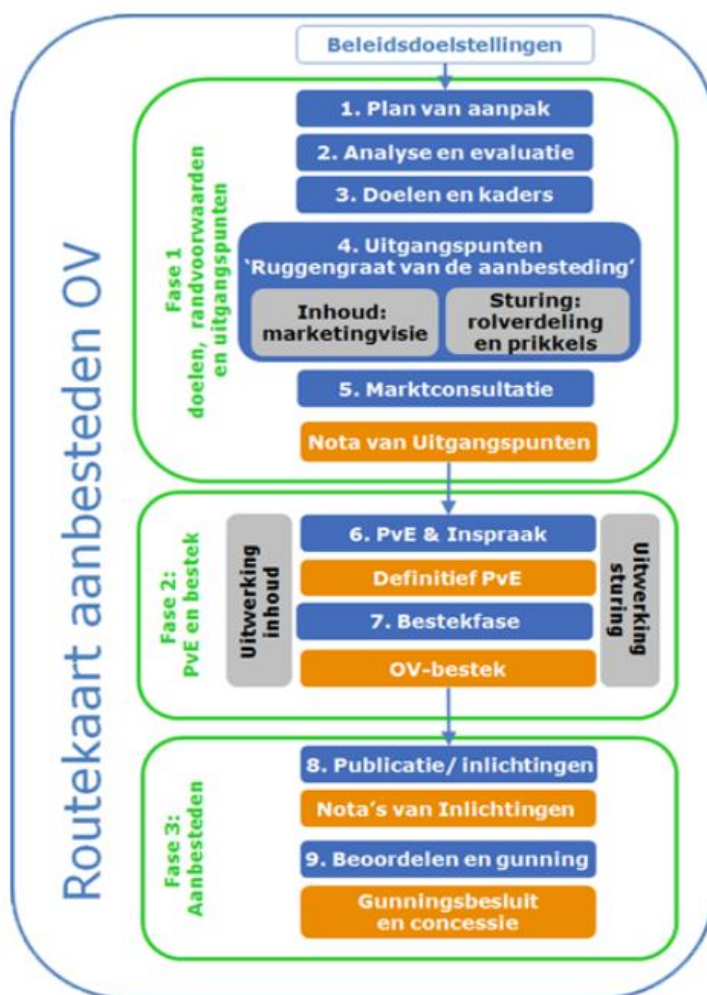 Routekaart aanbesteden OV
Beleidsdoelstellingen
Fase 1
doelen, randvoorwaarden
en uitgangspunten
1. Plan van aanpak
2. Analyse en evaluatie
3. Doelen en kaders
4. Uitgangspunten
‘Ruggengraat van de aanbesteding’
Inhoud:
marketingvisie
Sturing:
rolverdeling
en prikkels
5. Marktconsultatie
Nota van Uitgangspunten
Fase 2:
PvE en bestek
Uitwerking
inhoud
6. PvE & Inspraak
Definitief PvE
7. Bestekfase
OV-bestek
Uitwerking
sturing
Fase 3:
Aanbesteden
8. Publicatie/ inlichtingen
Nota’s van Inlichtingen
9. Beoordelen en gunning
Gunningsbesluit
en concessie